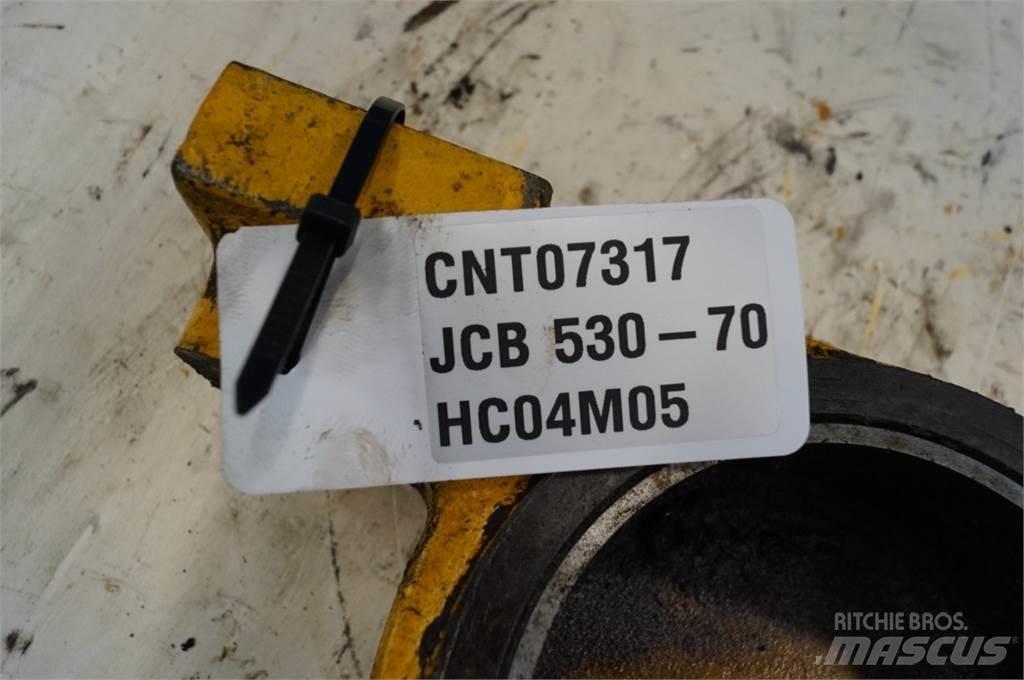 CNT07317
JCB 530-70
HC04M05
RITCHIE BROS.
MASCUS